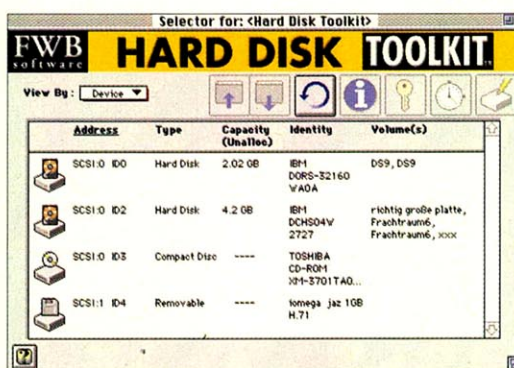 Selector for: <Hard Disk Toolkit>
FWB software HARD DISK TOOLKIT
View By: Device
Address Type Capacity (Unalloc) Identity Volume(s)
SCSI:0 ID0 Hard Disk 2.02 GB IBM DS9, DS9
DORS-32160
WA0A
SCSI:0 ID2 Hard Disk 4.2 GB IBM richtig große platte,
DCHS04W Frachtraum6,
2727 Frachtraum6, xxx
SCSI:0 ID3 Compact Disc ---- TOSHIBA
CD-ROM
XM-3701TA0...
SCSI:1 ID4 Removable ---- iomega jaz 1GB
H.71
?